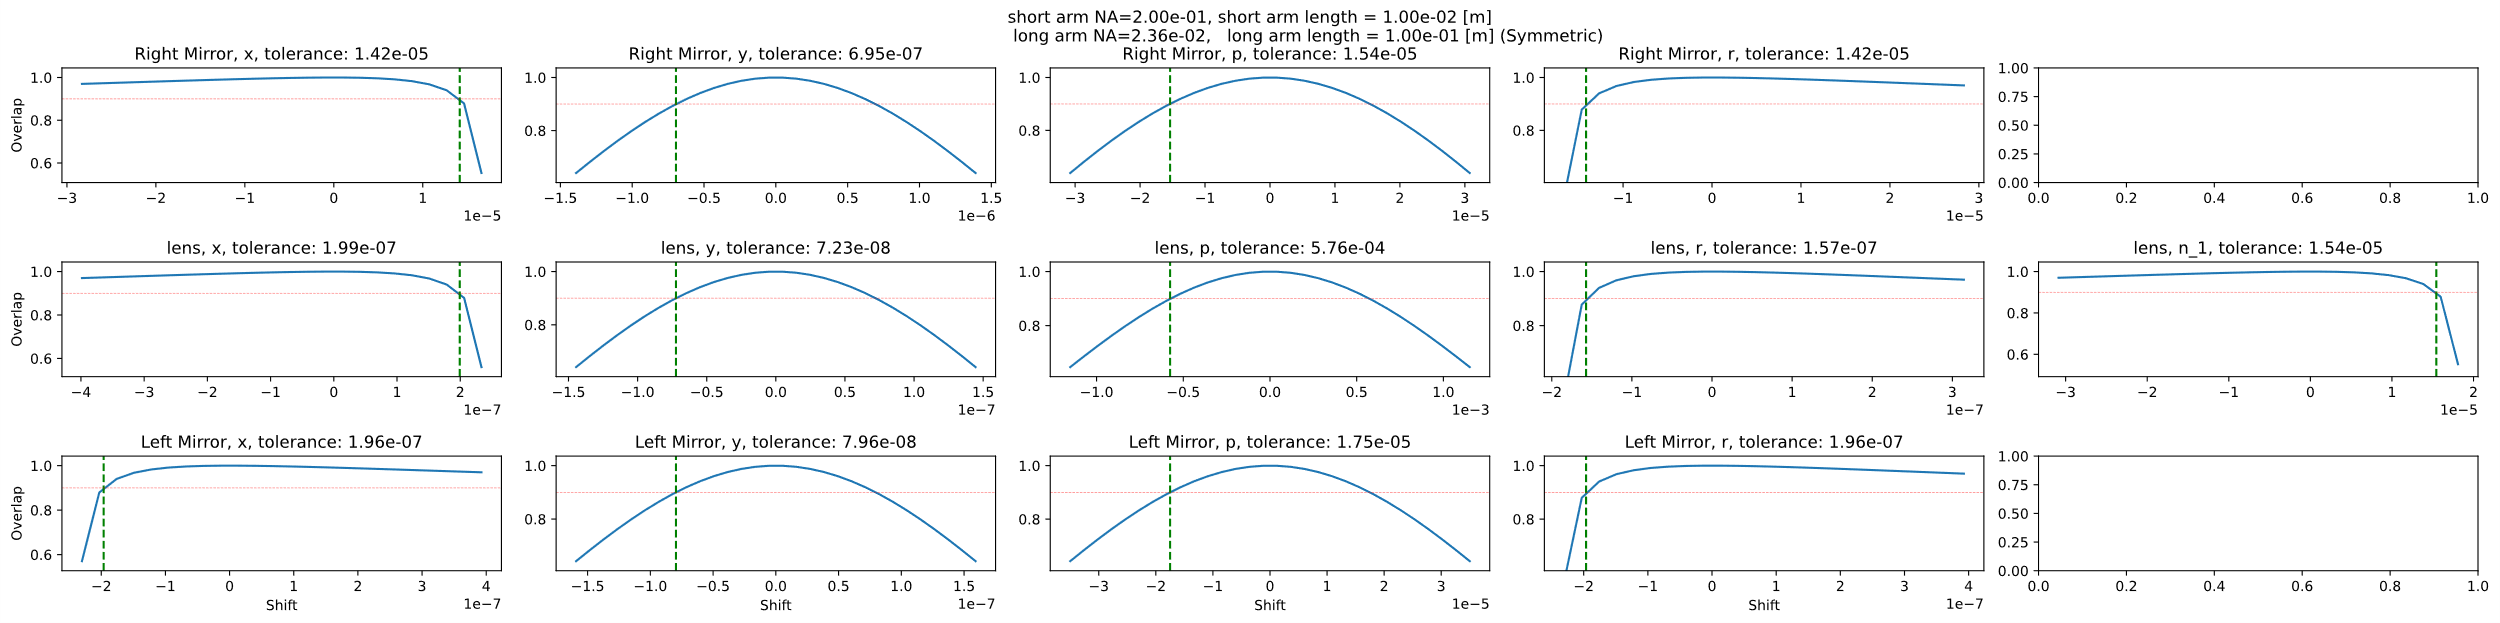 short arm NA=2.00e-01, short arm length = 1.00e-02 [m]
long arm NA=2.36e-02, long arm length = 1.00e-01 [m] (Symmetric)
Right Mirror, x, tolerance: 1.42e-05
1.0
0.8
0.6
Overlap
−3 −2 −1 0 1
1e−5
Right Mirror, y, tolerance: 6.95e-07
1.0
0.8
−1.5 −1.0 −0.5 0.0 0.5 1.0 1.5
1e−6
Right Mirror, p, tolerance: 1.54e-05
1.0
0.8
−3 −2 −1 0 1 2 3
1e−5
Right Mirror, r, tolerance: 1.42e-05
1.0
0.8
−1 0 1 2 3
1e−5
1.00
0.75
0.50
0.25
0.00
0.0 0.2 0.4 0.6 0.8 1.0
lens, x, tolerance: 1.99e-07
1.0
0.8
0.6
Overlap
−4 −3 −2 −1 0 1 2
1e−7
lens, y, tolerance: 7.23e-08
1.0
0.8
−1.5 −1.0 −0.5 0.0 0.5 1.0 1.5
1e−7
lens, p, tolerance: 5.76e-04
1.0
0.8
−1.0 −0.5 0.0 0.5 1.0
1e−3
lens, r, tolerance: 1.57e-07
1.0
0.8
−2 −1 0 1 2 3
1e−7
lens, n_1, tolerance: 1.54e-05
1.0
0.8
0.6
−3 −2 −1 0 1 2
1e−5
Left Mirror, x, tolerance: 1.96e-07
1.0
0.8
0.6
Overlap
−2 −1 0 1 2 3 4
Shift
1e−7
Left Mirror, y, tolerance: 7.96e-08
1.0
0.8
−1.5 −1.0 −0.5 0.0 0.5 1.0 1.5
Shift
1e−7
Left Mirror, p, tolerance: 1.75e-05
1.0
0.8
−3 −2 −1 0 1 2 3
Shift
1e−5
Left Mirror, r, tolerance: 1.96e-07
1.0
0.8
−2 −1 0 1 2 3 4
Shift
1e−7
1.00
0.75
0.50
0.25
0.00
0.0 0.2 0.4 0.6 0.8 1.0